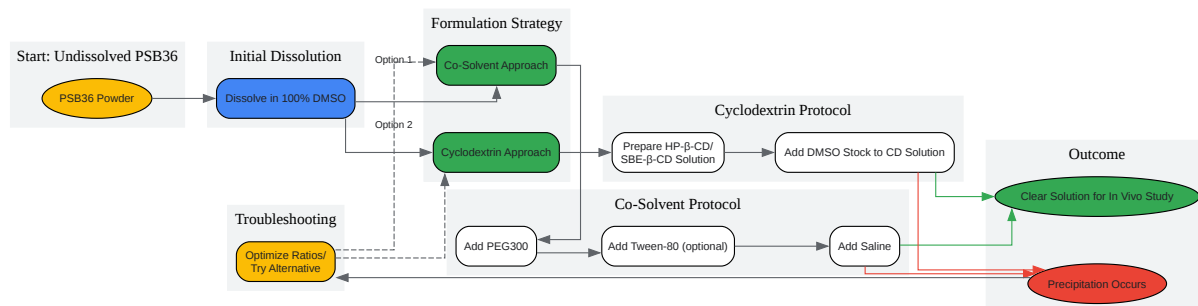 Formulation Strategy
Start: Undissolved PSB36
Initial Dissolution
Option 1
Co-Solvent Approach
PSB36 Powder
Dissolve in 100% DMSO
Option 2
Cyclodextrin Approach
Cyclodextrin Protocol
Prepare HP-β-CD/
SBE-β-CD Solution
Add DMSO Stock to CD Solution
Outcome
Clear Solution for In Vivo Study
Troubleshooting
Optimize Ratios/
Try Alternative
Co-Solvent Protocol
Add PEG300
Add Tween-80 (optional)
Add Saline
Precipitation Occurs